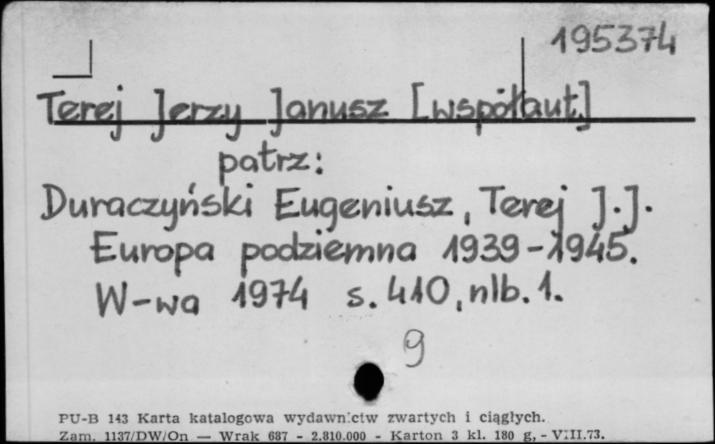 195374
Terej Jerzy Janusz [współaut.]
patrz:
Duraczyński Eugeniusz, Terej J.J.
Europa podziemna 1939-1945.
W-wa 1974 s. 410, nlb. 1.
9
PU-B 143 Karta katalogowa wydawnictw zwartych i ciągłych.
Zam. 1137/DW/On — Wrak 687 - 2.810.000 - Karton 3 kl. 180 g, - VIII.73.